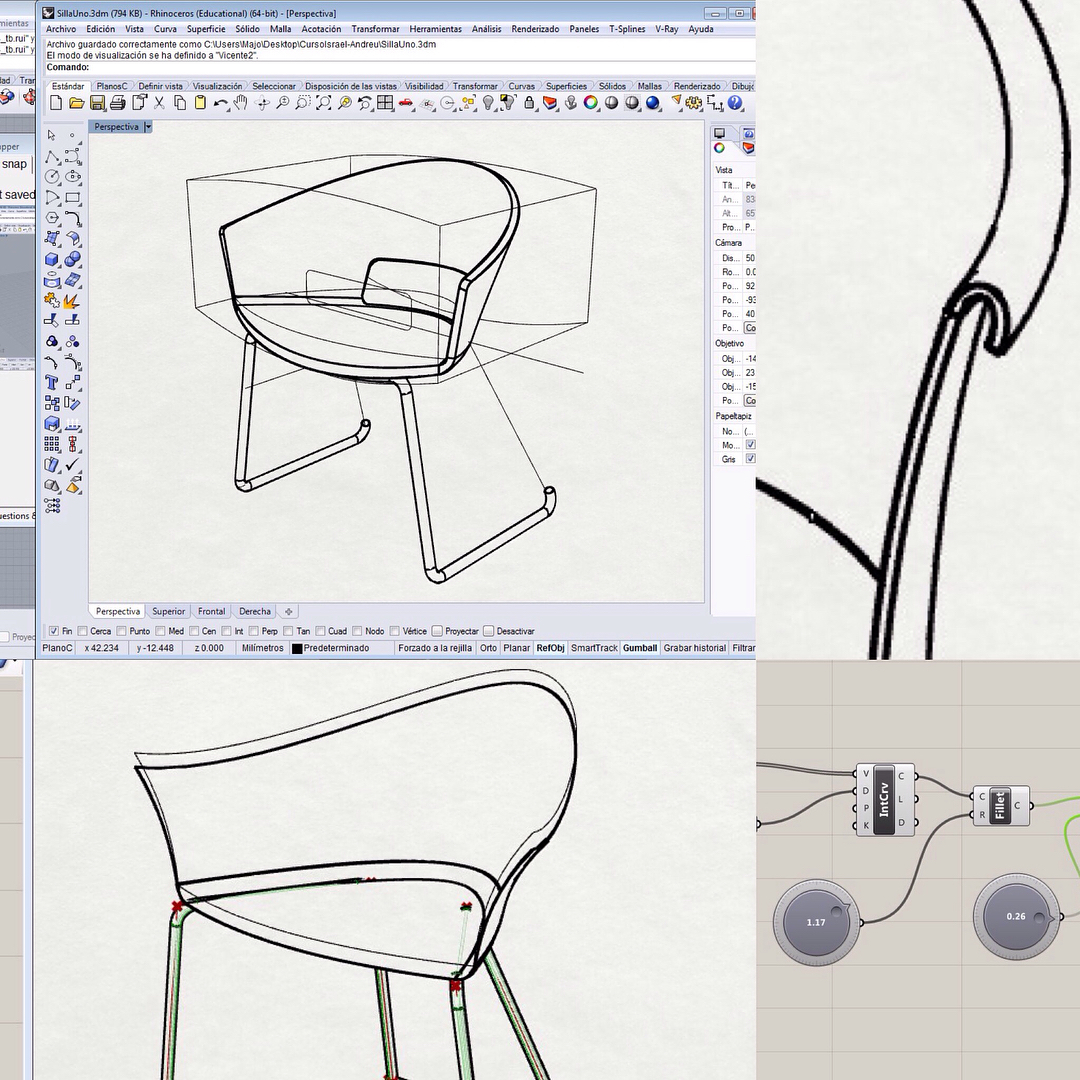 SillaUno.3dm (794 KB) - Rhinoceros (Educational) (64-bit) - [Perspectiva]
Archivo Edición Vista Curva Superficie Sólido Malla Acotación Transformar Herramientas Análisis Renderizado Paneles T-Splines V-Ray Ayuda
Archivo guardado correctamente como C:\Users\Majo\Desktop\CursoIsrael-Andreu\SillaUno.3dm
El modo de visualización se ha definido a "Vicente2".
Comando:
Estándar PlanosC Definir vista Visualización Seleccionar Disposición de las vistas Visibilidad Transformar Curvas Superficies Sólidos Mallas Renderizado Dibujo
Perspectiva
mientas
_tb.rui" y
_tb.rui" y
dad Tran
pper
snap
t saved
uestions &
Proyec
Vista
Tít... Pe
An... 83
Alt... 65
Pro... P...
Cámara
Dis... 50
Ro... 0.0
Po... 92
Po... -93
Po... 40
Po... Co
Objetivo
Obj... -14
Obj... 23
Obj... -15
Po... Co
Papeltapiz
No... (...
Mo...
Gris
Perspectiva Superior Frontal Derecha
Fin Cerca Punto Med Cen Int Perp Tan Cuad Nodo Vértice Proyectar Desactivar
PlanoC x 42.234 y -12.448 z 0.000 Milímetros Predeterminado Forzado a la rejilla Orto Planar RefObj SmartTrack Gumball Grabar historial Filtrar
V D P K IntCrv C L D
C R Fillet C
1.17
0.26